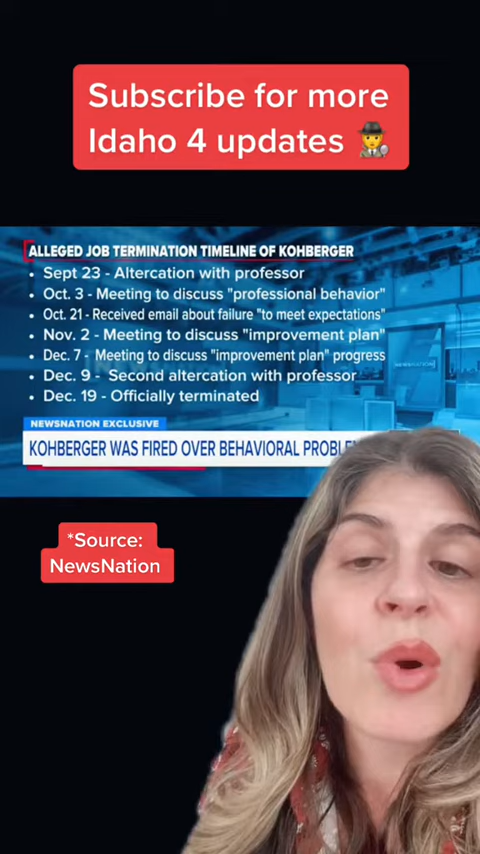 Subscribe for more
Idaho 4 updates 🕵️
ALLEGED JOB TERMINATION TIMELINE OF KOHBERGER
• Sept 23 - Altercation with professor
• Oct. 3 - Meeting to discuss "professional behavior"
• Oct. 21 - Received email about failure "to meet expectations"
• Nov. 2 - Meeting to discuss "improvement plan"
• Dec. 7 - Meeting to discuss "improvement plan" progress
• Dec. 9 - Second altercation with professor
• Dec. 19 - Officially terminated
NEWSNATION EXCLUSIVE
KOHBERGER WAS FIRED OVER BEHAVIORAL
*Source:
NewsNation